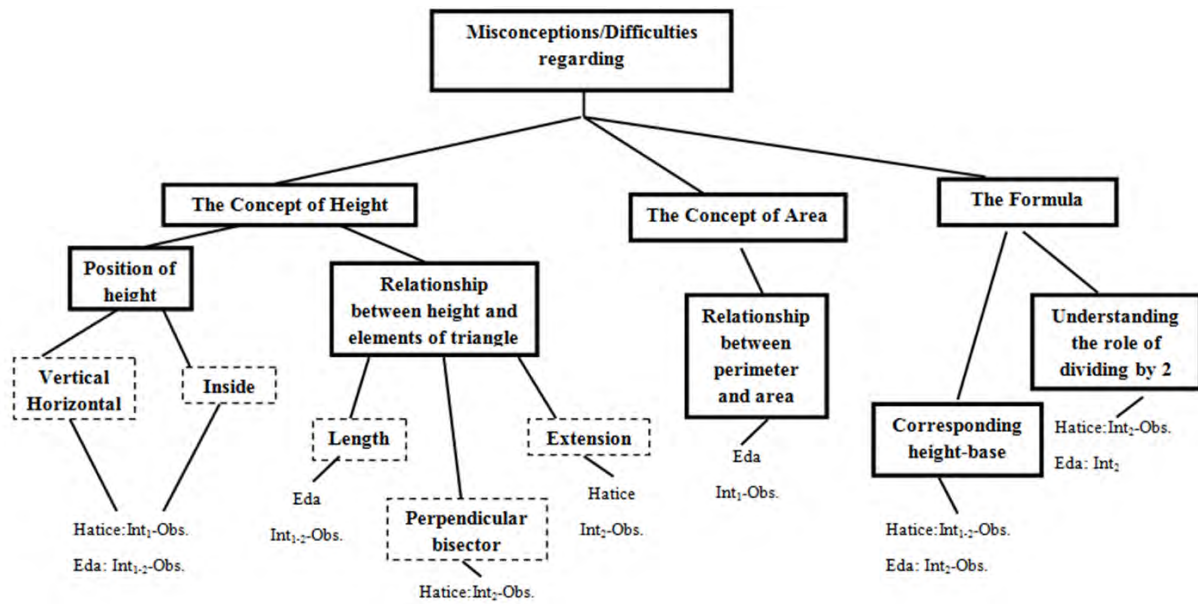 Misconceptions/Difficulties
regarding
The Concept of Height
The Concept of Area
The Formula
Position of
height
Relationship
between height and
elements of triangle
Relationship
between
perimeter
and area
Understanding
the role of
dividing by 2
Vertical
Horizontal
Inside
Length
Extension
Corresponding
height-base
Hatice:Int₂-Obs.
Eda: Int₂
Eda
Int₁-Obs.
Eda
Int₁₋₂-Obs.
Perpendicular
bisector
Hatice
Int₂-Obs.
Hatice:Int₁-Obs.
Eda: Int₁₋₂-Obs.
Hatice:Int₂-Obs.
Hatice:Int₁₋₂-Obs.
Eda: Int₂-Obs.